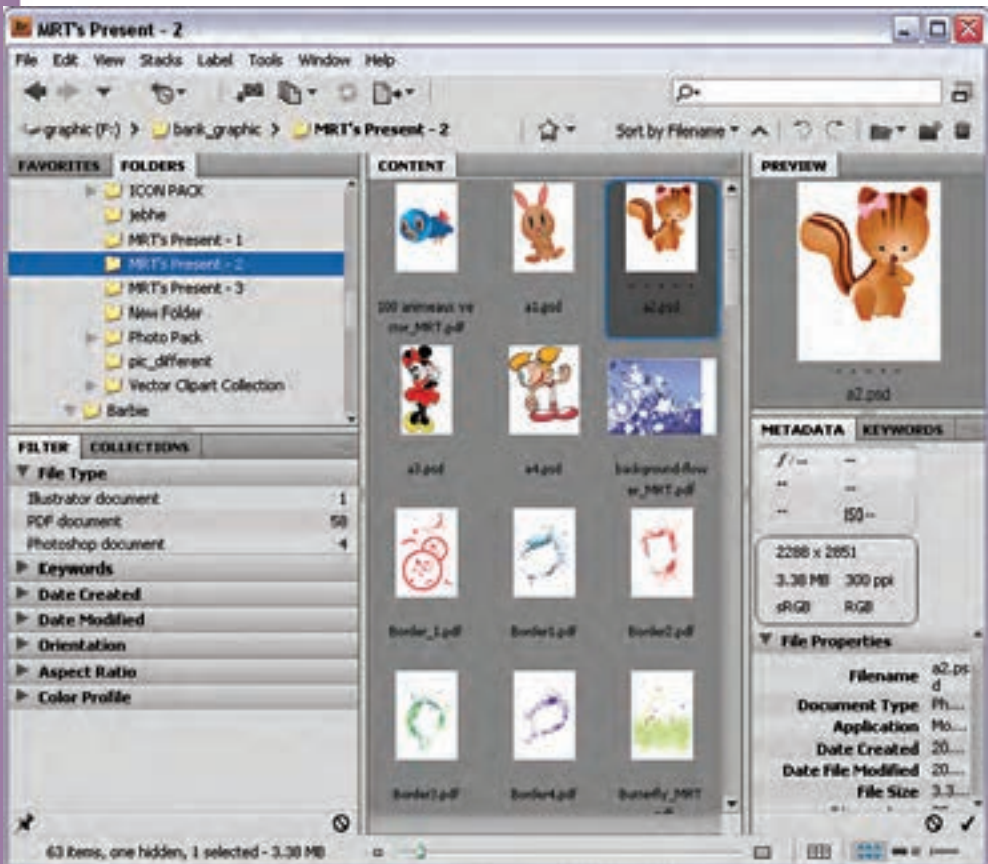 Br MRT's Present - 2
File Edit View Stacks Label Tools Window Help
graphic (F:) > bank_graphic > MRT's Present - 2
Sort by Filename
FAVORITES FOLDERS
ICON PACK
jebhe
MRT's Present - 1
MRT's Present - 2
MRT's Present - 3
New Folder
Photo Pack
pic_different
Vector Clipart Collection
Barbie
FILTER COLLECTIONS
File Type
Illustrator document 1
PDF document 58
Photoshop document 4
Keywords
Date Created
Date Modified
Orientation
Aspect Ratio
Color Profile
CONTENT
100 animeaux ve
ctor_MRT.pdf
a1.psd
a2.psd
a3.psd
a4.psd
background-flow
er_MRT.pdf
Border_1.pdf
Border1.pdf
Border2.pdf
Border3.pdf
Border4.pdf
Butterfly_MRT
PREVIEW
a2.psd
METADATA KEYWORDS
f/-- --
-- --
-- ISO--
2288 x 2851
3.38 MB 300 ppi
sRGB RGB
File Properties
Filename a2.ps
d
Document Type Ph....
Application Mo...
Date Created 20....
Date File Modified 20....
File Size 3.3...
63 items, one hidden, 1 selected - 3.38 MB